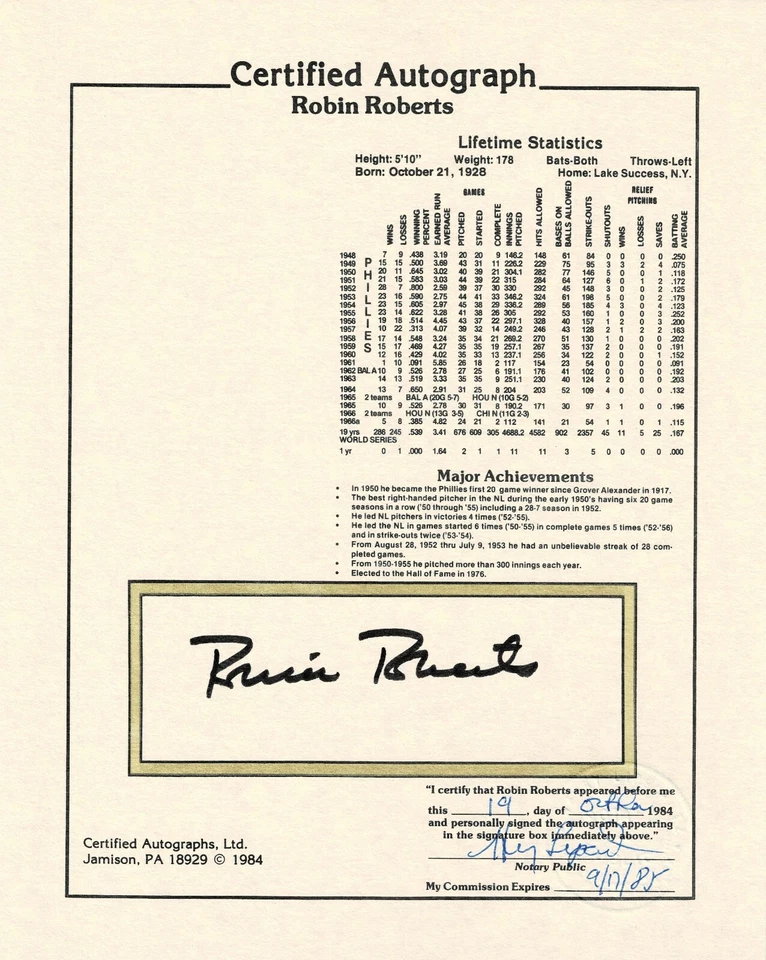 Certified Autograph
Robin Roberts
Lifetime Statistics
Height: 5'10" Weight: 178 Bats-Both Throws-Left
Born: October 21, 1928 Home: Lake Success, N.Y.
GAMES RELIEF PITCHING
WINS LOSSES WINNING PERCENT EARNED RUN AVERAGE PITCHED STARTED COMPLETE INNINGS PITCHED HITS ALLOWED BASES ON BALLS ALLOWED STRIKE-OUTS SHUTOUTS WINS LOSSES SAVES BATTING AVERAGE
PHILLIES
1948 7 9 .438 3.19 20 20 9 146.2 148 61 84 0 0 0 0 .250
1949 15 15 .500 3.69 43 31 11 226.2 229 75 95 3 3 2 4 .075
1950 20 11 .645 3.02 40 39 21 304.1 282 77 146 5 0 0 1 .118
1951 21 15 .583 3.03 44 39 22 315 284 64 127 6 0 1 2 .172
1952 28 7 .800 2.59 39 37 30 330 292 45 148 3 0 0 2 .125
1953 23 16 .590 2.75 44 41 33 346.2 324 61 198 5 0 0 2 .179
1954 23 15 .605 2.97 45 38 29 336.2 289 56 185 4 3 0 4 .123
1955 23 14 .622 3.28 41 38 26 305 292 53 160 1 0 0 3 .252
1956 19 18 .514 4.45 43 37 22 297.1 328 40 157 1 2 0 3 .200
1957 10 22 .313 4.07 39 32 14 249.2 246 43 128 2 1 2 2 .163
1958 17 14 .548 3.24 35 34 21 269.2 270 51 130 1 0 0 0 .202
1959 15 17 .469 4.27 35 35 19 257.1 267 35 137 2 0 0 0 .191
1960 12 16 .429 4.02 35 33 13 237.1 256 34 122 2 0 0 1 .152
1961 1 10 .091 5.85 26 18 2 117 154 23 54 0 0 0 0 .091
1962 BALA 10 9 .526 2.78 27 25 6 191.1 176 41 102 0 0 0 0 .192
1963 14 13 .519 3.33 35 35 9 251.1 230 40 124 2 0 0 0 .203
1964 13 7 .650 2.91 31 25 8 204 203 52 109 4 0 0 0 .132
1965 2 teams BAL A (20G 5-7) HOU N (10G 5-2)
1965 10 9 .526 2.78 30 31 8 190.2 171 30 97 3 1 0 0 .196
1966 2 teams HOU N (13G 3-5) CHI N (11G 2-3)
1966a 5 8 .385 4.82 24 21 2 112 141 21 54 1 1 0 1 .115
19 yrs 286 245 .539 3.41 676 609 305 4688.2 4582 902 2357 45 11 5 25 .167
WORLD SERIES
1 yr 0 1 .000 1.64 2 1 1 11 11 3 5 0 0 0 0 .000
Major Achievements
• In 1950 he became the Phillies first 20 game winner since Grover Alexander in 1917.
• The best right-handed pitcher in the NL during the early 1950's having six 20 game
seasons in a row ('50 through '55) including a 28-7 season in 1952.
• He led NL pitchers in victories 4 times ('52-'55).
• He led the NL in games started 6 times ('50-'55) in complete games 5 times ('52-'56)
and in strike-outs twice ('53-'54).
• From August 28, 1952 thru July 9, 1953 he had an unbelievable streak of 28 com-
pleted games.
• From 1950-1955 he pitched more than 300 innings each year.
• Elected to the Hall of Fame in 1976.
Robin Roberts
"I certify that Robin Roberts appeared before me
this 19, day of October 1984
and personally signed the autograph appearing
in the signature box immediately above."
Notary Public
My Commission Expires 9/17/85
Certified Autographs, Ltd.
Jamison, PA 18929 © 1984